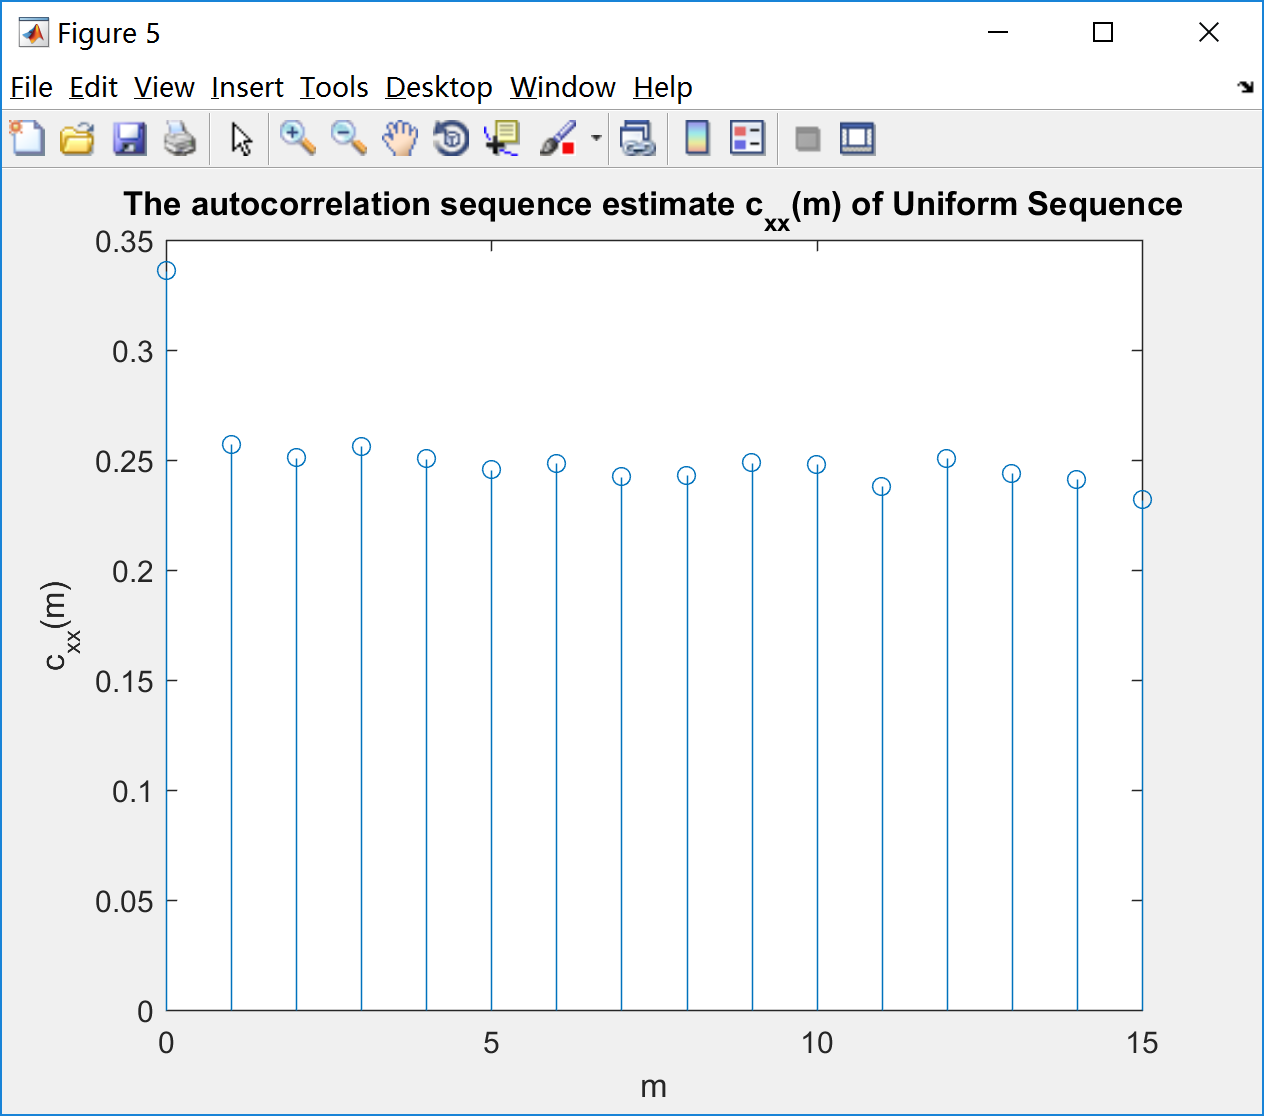 Figure 5
File Edit View Insert Tools Desktop Window Help
The autocorrelation sequence estimate cxx(m) of Uniform Sequence
0.35
0.3
0.25
0.2
0.15
0.1
0.05
0
cxx(m)
0 5 10 15
m